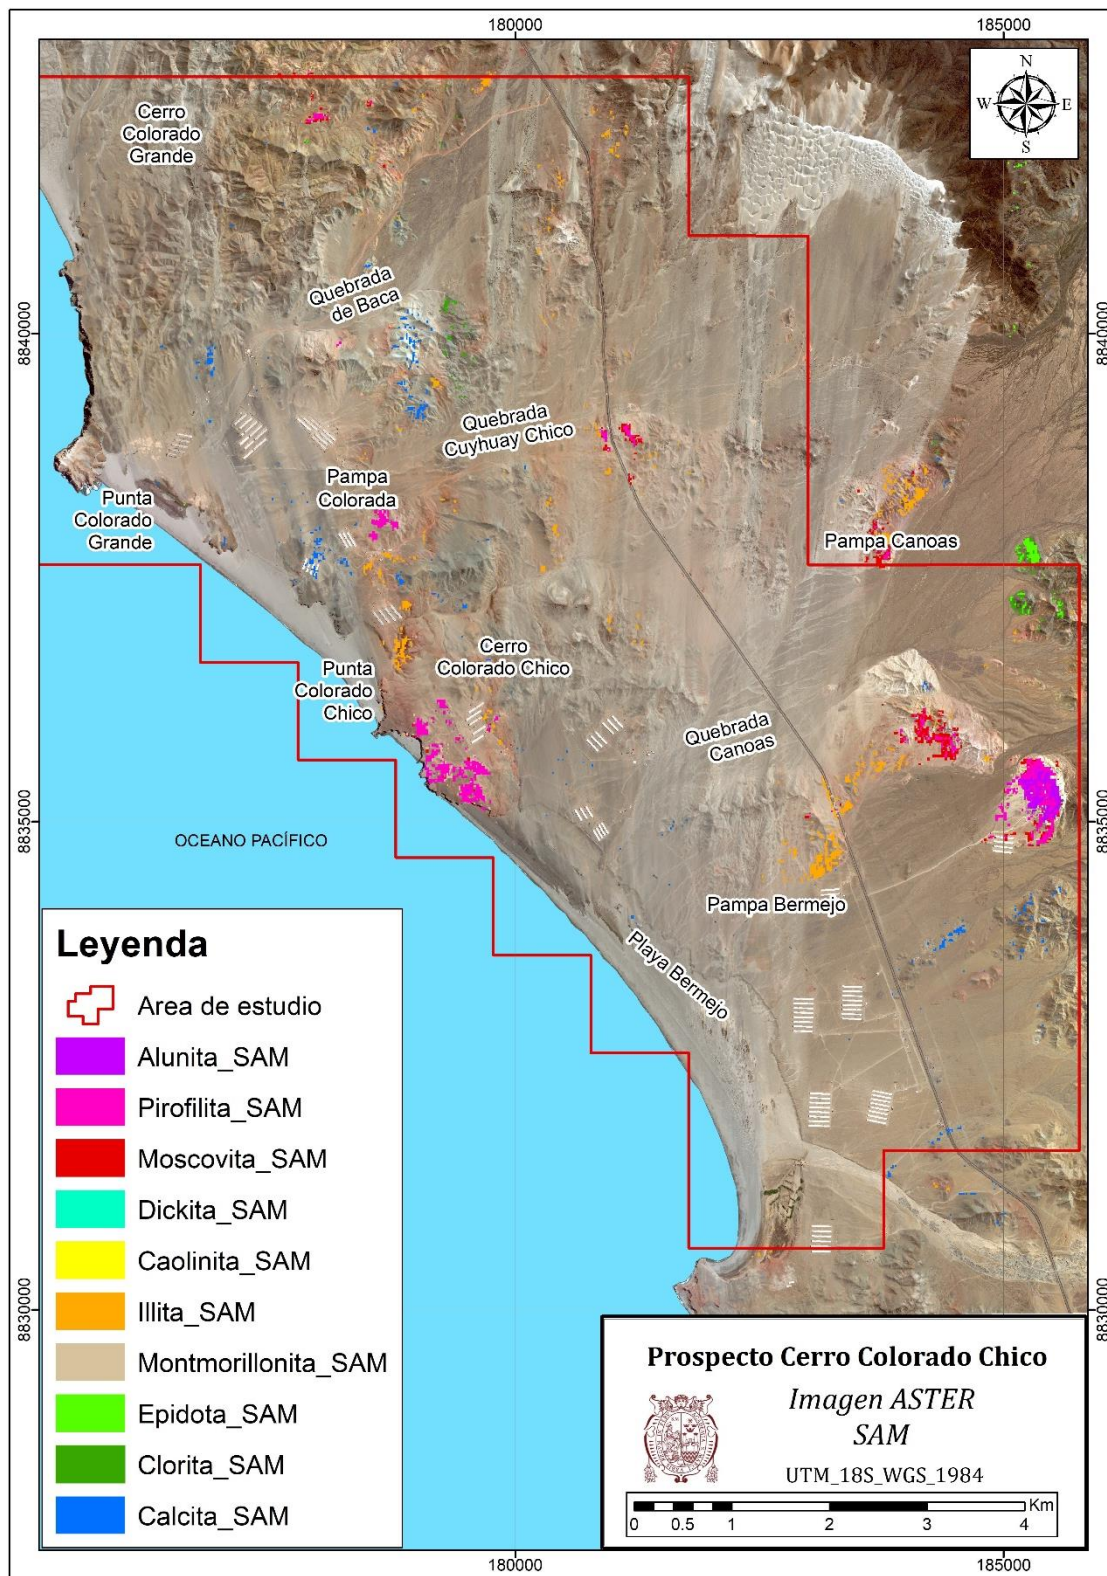 180000
185000
N
W
E
S
Cerro
Colorado
Grande
Quebrada
de Baca
8840000
8840000
Quebrada
Cuyhuay Chico
Pampa
Colorada
Punta
Colorado
Grande
Pampa Canoas
Cerro
Colorado Chico
Punta
Colorado
Chico
Quebrada
Canoas
8835000
8835000
OCEANO PACÍFICO
Pampa Bermejo
Playa Bermejo
Leyenda
Area de estudio
Alunita_SAM
Pirofilita_SAM
Moscovita_SAM
Dickita_SAM
Caolinita_SAM
Illita_SAM
Montmorillonita_SAM
Epidota_SAM
Clorita_SAM
Calcita_SAM
8830000
8830000
Prospecto Cerro Colorado Chico
Imagen ASTER
SAM
UTM_18S_WGS_1984
Km
0 0.5 1 2 3 4
180000
185000